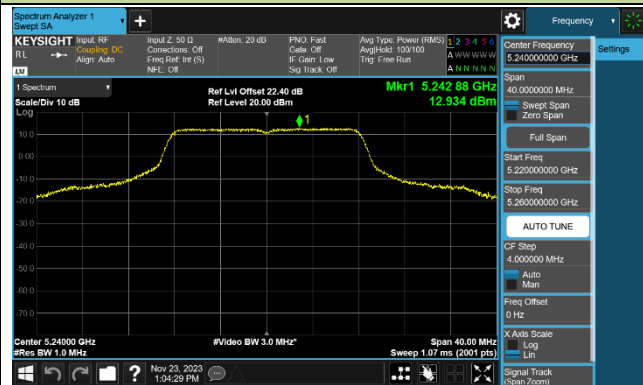 Spectrum Analyzer 1
Swept SA
Frequency
KEYSIGHT
RL
Input: RF
Coupling: DC
Align: Auto
Input Z: 50 Ω
Corrections: Off
Freq Ref: Int (S)
NFE: Off
#Atten: 20 dB
PNO: Fast
Gate: Off
IF Gain: Low
Sig Track: Off
Avg Type: Power (RMS)
Avg|Hold: 100/100
Trig: Free Run
1 2 3 4 5 6
A W W W W W
A N N N N N
LXI
1 Spectrum
Scale/Div 10 dB
Ref Lvl Offset 22.40 dB
Ref Level 20.00 dBm
Mkr1 5.242 88 GHz
12.934 dBm
Log
1
10.0
0.00
-10.0
-20.0
-30.0
-40.0
-50.0
-60.0
-70.0
Center 5.24000 GHz
#Res BW 1.0 MHz
#Video BW 3.0 MHz*
Span 40.00 MHz
Sweep 1.07 ms (2001 pts)
Nov 23, 2023
1:04:29 PM
Center Frequency
5.240000000 GHz
Settings
Span
40.0000000 MHz
Swept Span
Zero Span
Full Span
Start Freq
5.220000000 GHz
Stop Freq
5.260000000 GHz
AUTO TUNE
CF Step
4.000000 MHz
Auto
Man
Freq Offset
0 Hz
X Axis Scale
Log
Lin
Signal Track
(Span Zoom)